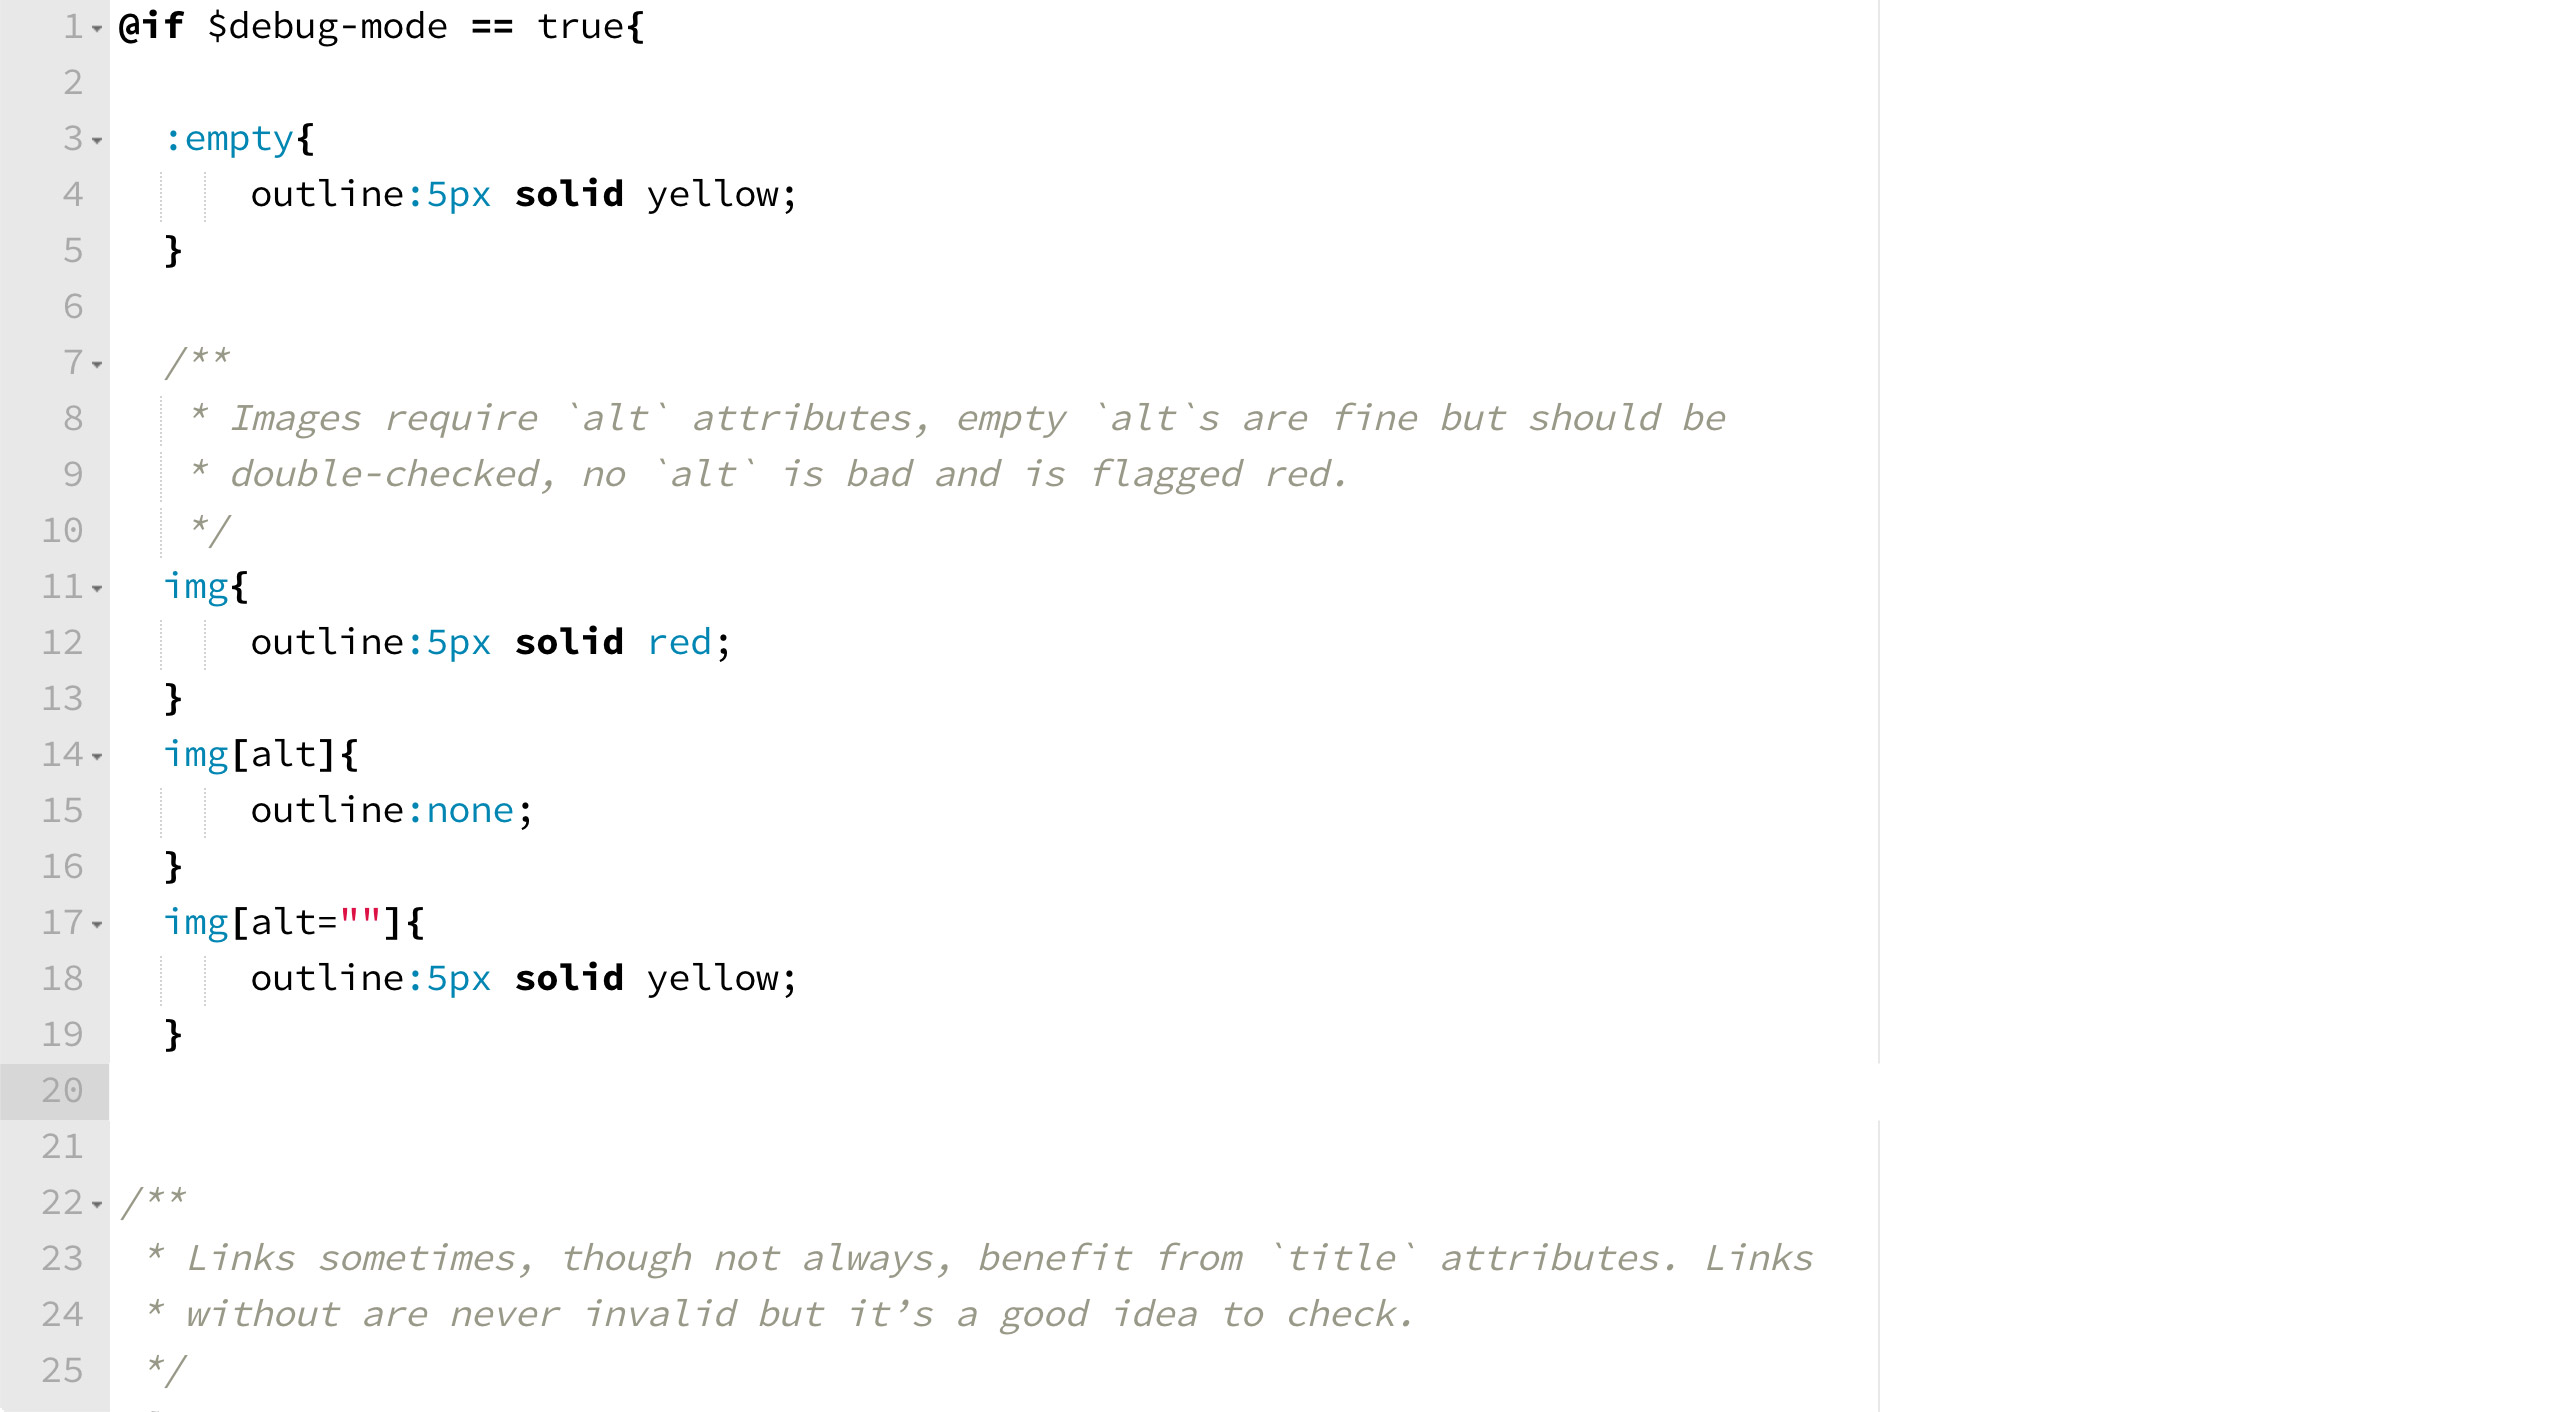 1 @if $debug-mode == true{
2
3 :empty{
4 outline:5px solid yellow;
5 }
6
7 /**
8 * Images require `alt` attributes, empty `alt`s are fine but should be
9 * double-checked, no `alt` is bad and is flagged red.
10 */
11 img{
12 outline:5px solid red;
13 }
14 img[alt]{
15 outline:none;
16 }
17 img[alt=""]{
18 outline:5px solid yellow;
19 }
20
21
22 /**
23 * Links sometimes, though not always, benefit from `title` attributes. Links
24 * without are never invalid but it’s a good idea to check.
25 */